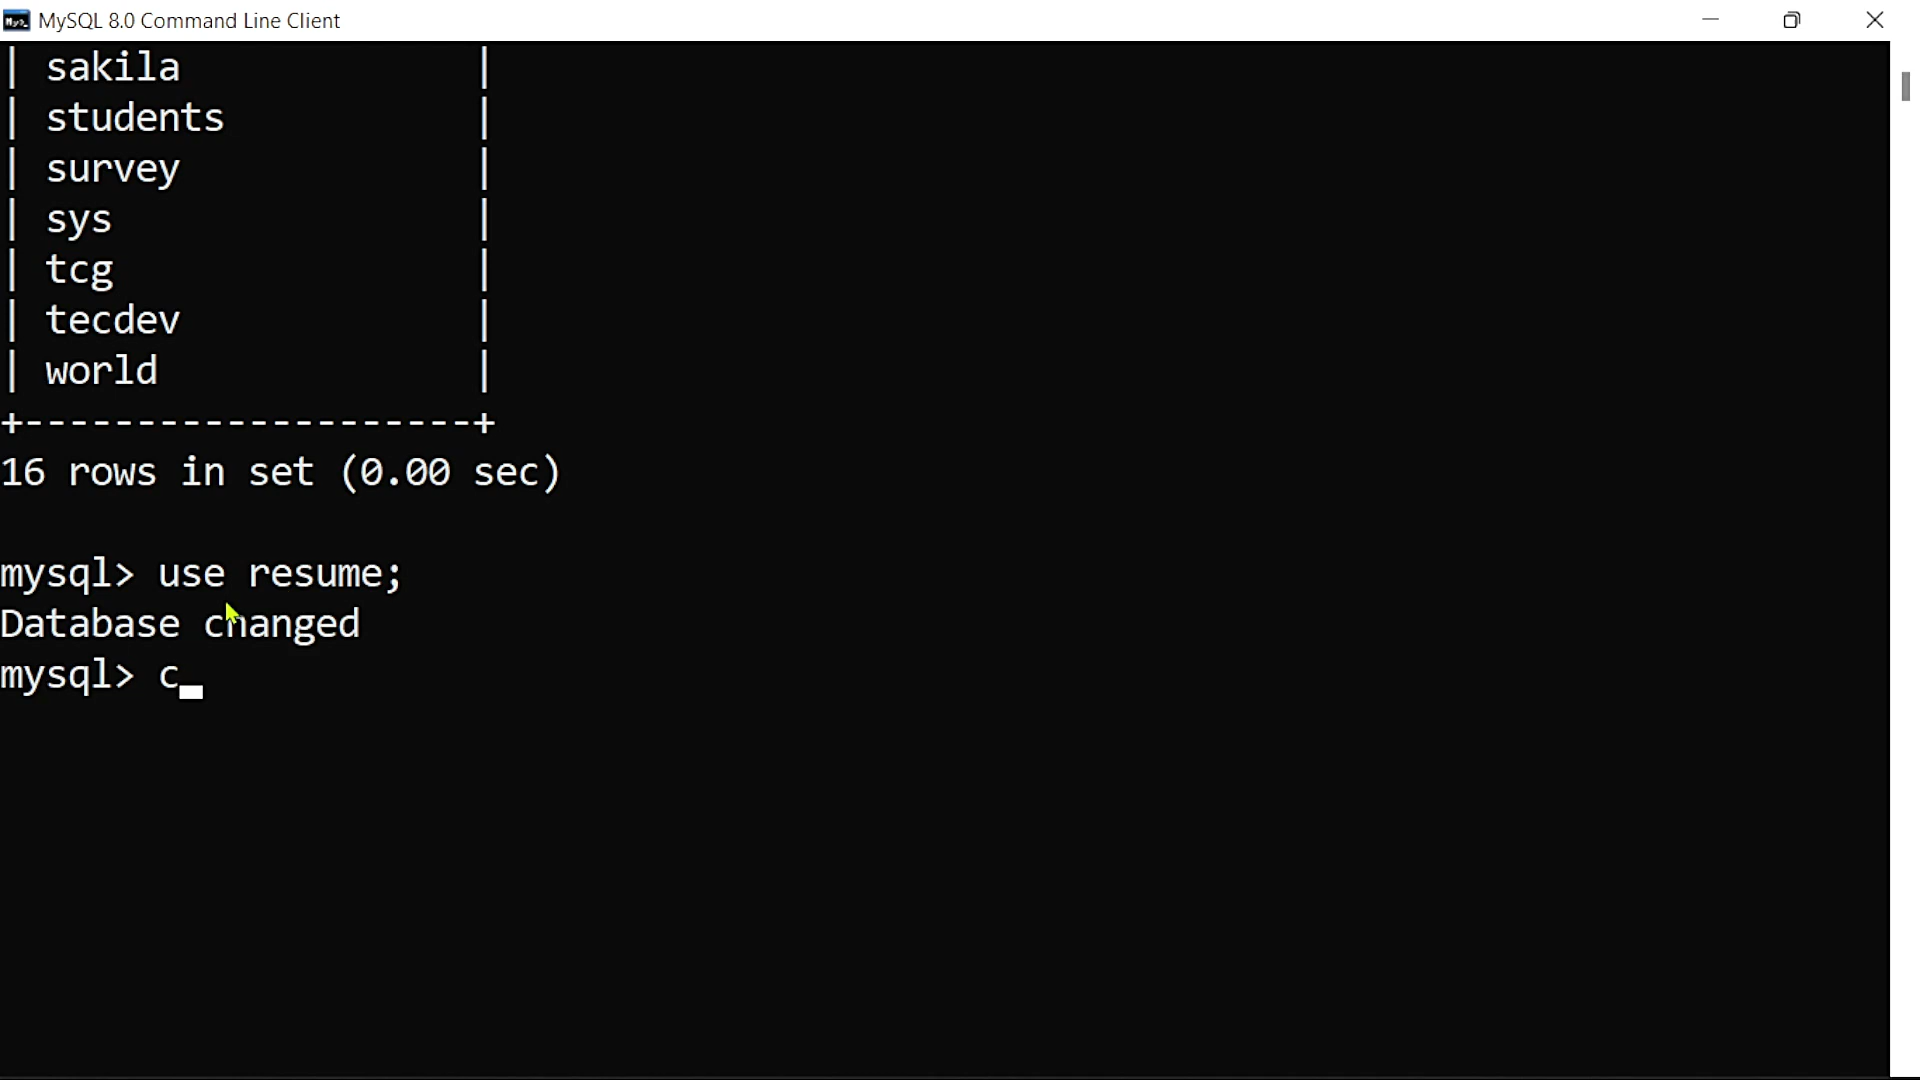 MySQL 8.0 Command Line Client
| sakila             |
| students           |
| survey             |
| sys                |
| tcg                |
| tecdev             |
| world              |
+--------------------+
16 rows in set (0.00 sec)
mysql> use resume;
Database changed
mysql> c_